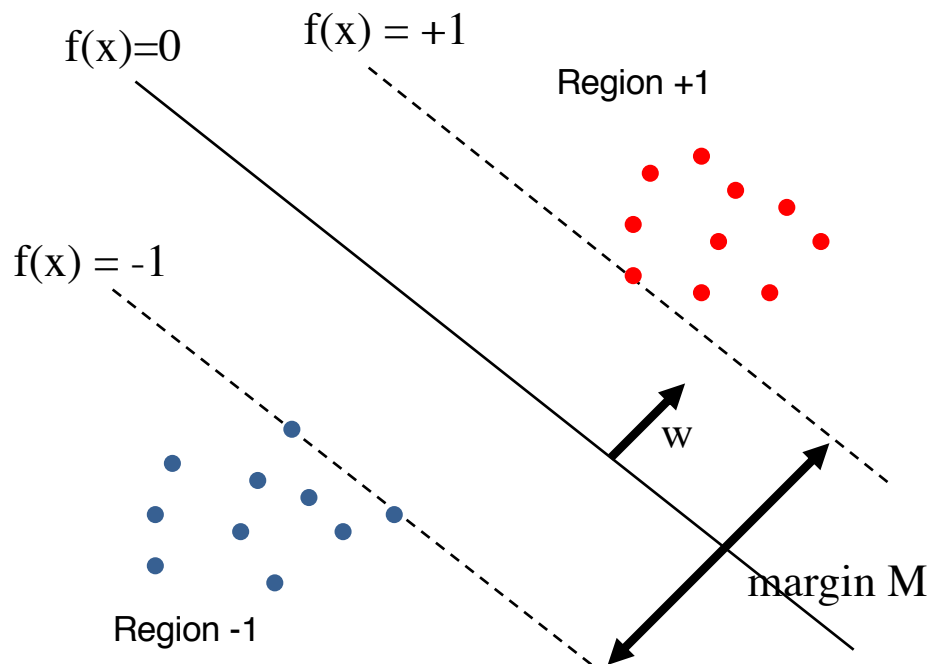 f(x) = +1
f(x)=0
Region +1
f(x) = -1
w
margin M
Region -1